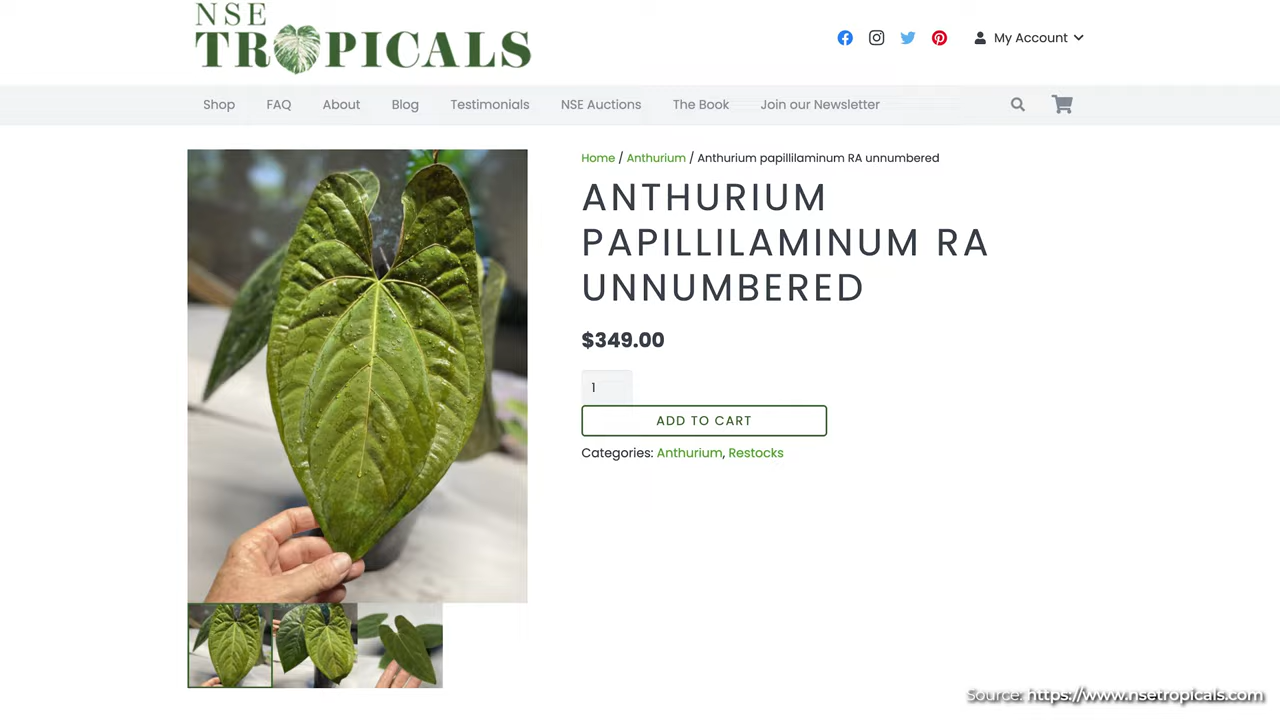 NSE
TROPICALS
My Account
Shop FAQ About Blog Testimonials NSE Auctions The Book Join our Newsletter
Home / Anthurium / Anthurium papillilaminum RA unnumbered
ANTHURIUM
PAPILLILAMINUM RA
UNNUMBERED
$349.00
1
ADD TO CART
Categories: Anthurium, Restocks
Source: https://www.nsetropicals.com